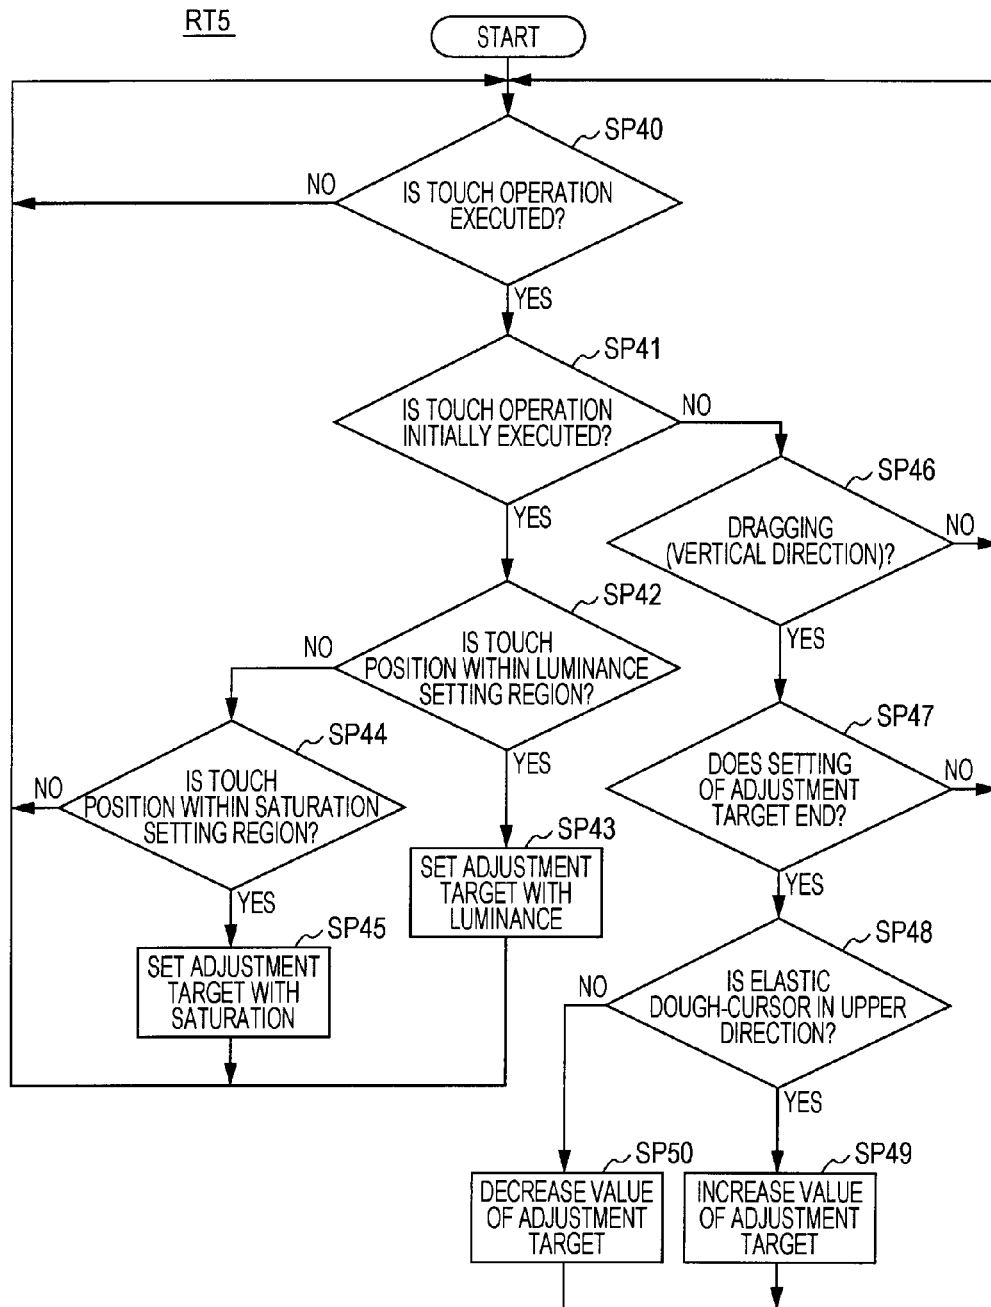 RT5
START
SP40
NO
IS TOUCH OPERATION
EXECUTED?
YES
SP41
IS TOUCH OPERATION
INITIALLY EXECUTED?
NO
YES
SP46
DRAGGING
(VERTICAL DIRECTION)?
NO
YES
SP42
NO
IS TOUCH
POSITION WITHIN LUMINANCE
SETTING REGION?
YES
SP44
NO
IS TOUCH
POSITION WITHIN SATURATION
SETTING REGION?
YES
SP47
DOES SETTING
OF ADJUSTMENT
TARGET END?
NO
YES
SP43
SET ADJUSTMENT
TARGET WITH
LUMINANCE
SP45
SET ADJUSTMENT
TARGET WITH
SATURATION
SP48
NO
IS ELASTIC
DOUGH-CURSOR IN UPPER
DIRECTION?
YES
SP50
DECREASE VALUE
OF ADJUSTMENT
TARGET
SP49
INCREASE VALUE
OF ADJUSTMENT
TARGET